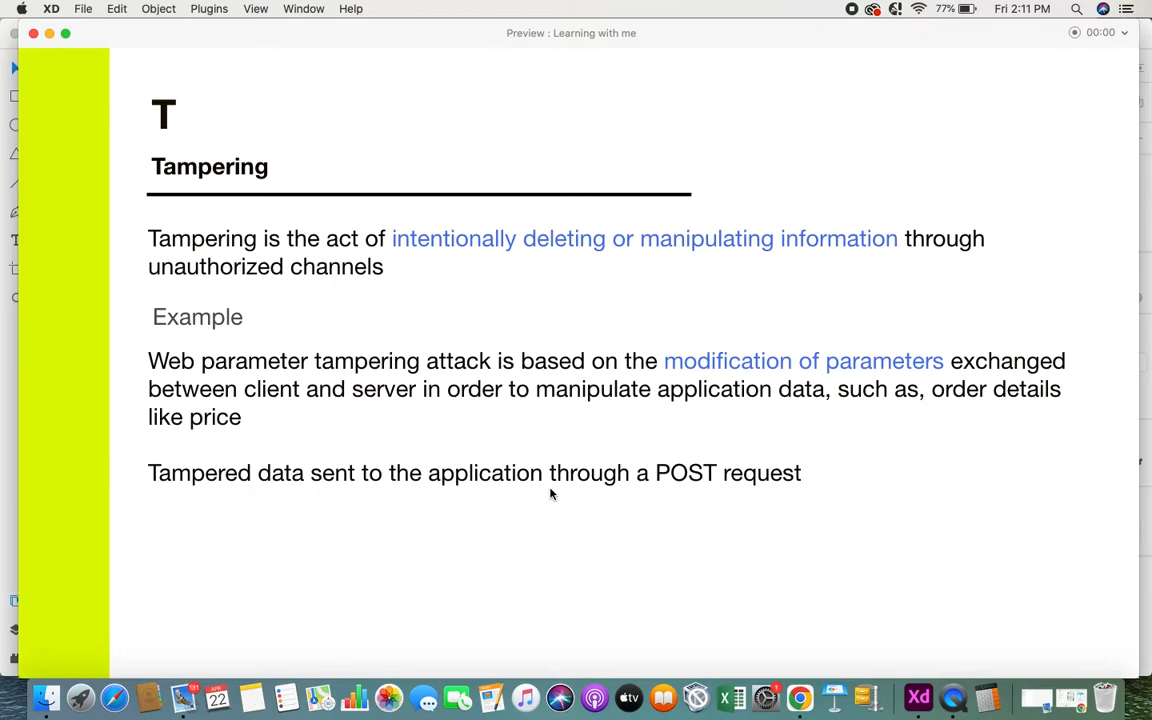 XD File Edit Object Plugins View Window Help 77% Fri 2:11 PM
Preview : Learning with me 00:00
T
Tampering
Tampering is the act of intentionally deleting or manipulating information through
unauthorized channels
Example
Web parameter tampering attack is based on the modification of parameters exchanged
between client and server in order to manipulate application data, such as, order details
like price
Tampered data sent to the application through a POST request